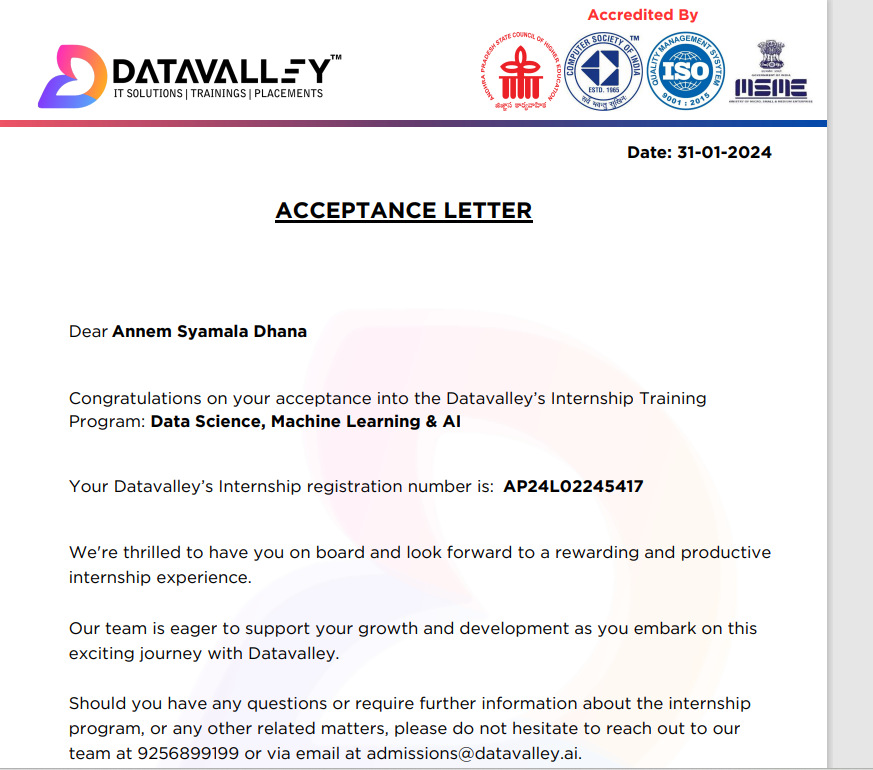 Accredited By
DATAVALLEY™
IT SOLUTIONS | TRAININGS | PLACEMENTS
ANDHRA PRADESH STATE COUNCIL OF HIGHER EDUCATION
COMPUTER SOCIETY OF INDIA
TM
ESTD. 1965
QUALITY MANAGEMENT SYSYTEM
ISO
9001 : 2015
MSME
Date: 31-01-2024
ACCEPTANCE LETTER
Dear Annem Syamala Dhana
Congratulations on your acceptance into the Datavalley’s Internship Training
Program: Data Science, Machine Learning & AI
Your Datavalley’s Internship registration number is: AP24L02245417
We're thrilled to have you on board and look forward to a rewarding and productive
internship experience.
Our team is eager to support your growth and development as you embark on this
exciting journey with Datavalley.
Should you have any questions or require further information about the internship
program, or any other related matters, please do not hesitate to reach out to our
team at 9256899199 or via email at admissions@datavalley.ai.